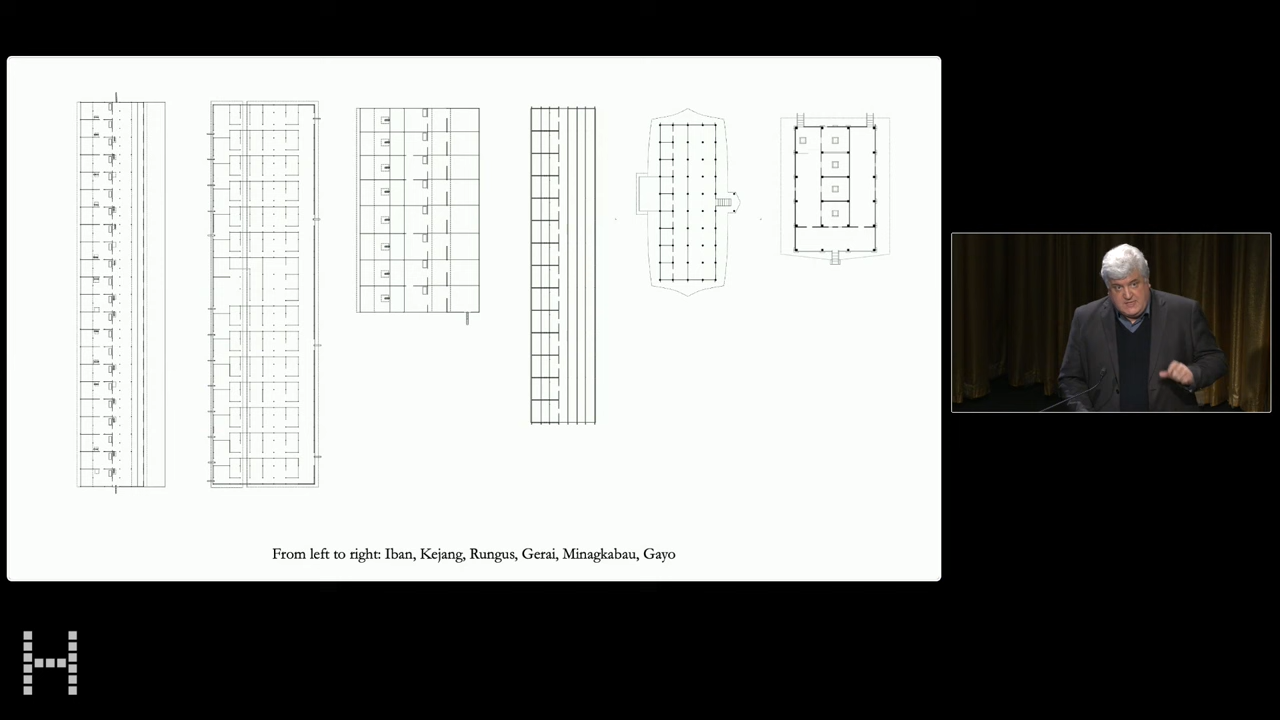 From left to right: Iban, Kejang, Rungus, Gerai, Minagkabau, Gayo
H